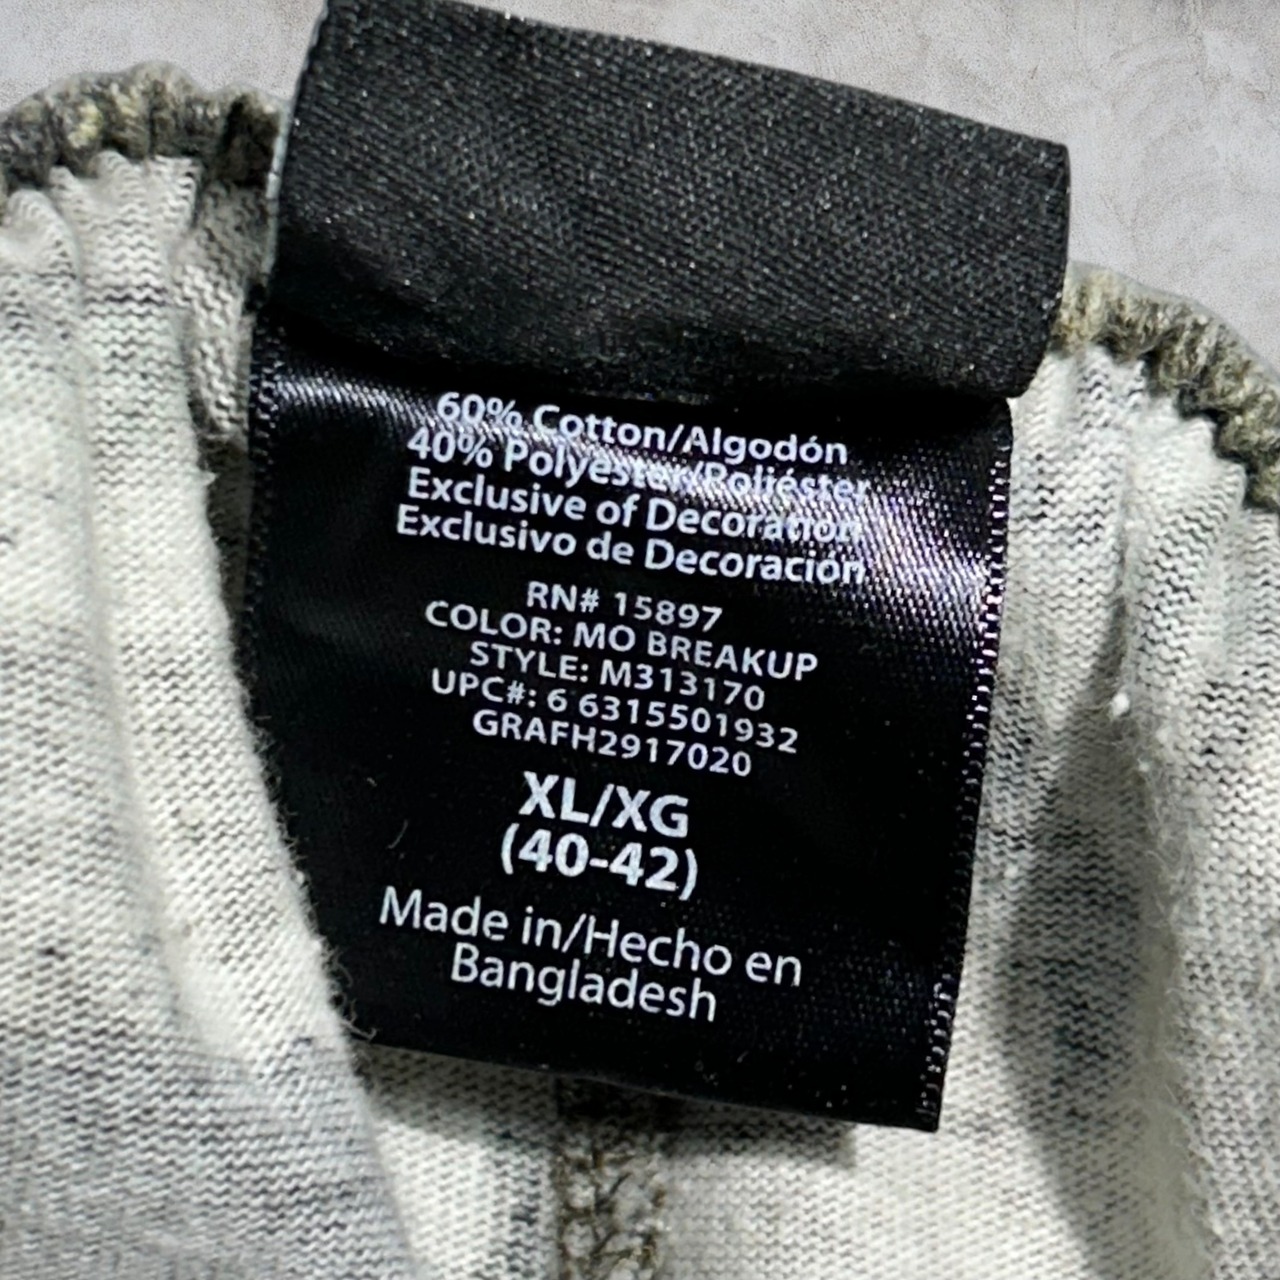 60% Cotton/Algodón
40% Polyester/Poliéster
Exclusive of Decoration
Exclusivo de Decoración
RN# 15897
COLOR: MO BREAKUP
STYLE: M313170
UPC#: 6 6315501932
GRAFH2917020
XL/XG
(40-42)
Made in/Hecho en
Bangladesh